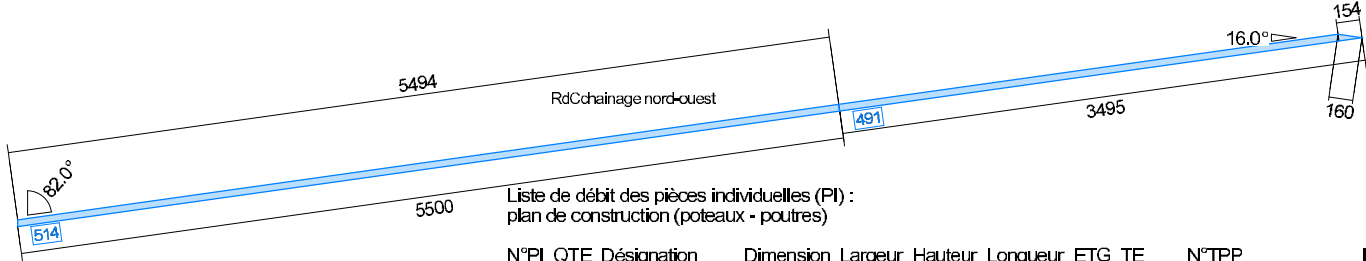 154
16.0°
5494
RdCchainage nord-ouest
491
3495
160
82.0°
5500
514
Liste de débit des pièces individuelles (PI) :
plan de construction (poteaux - poutres)
N°PI QTE Désignation Dimension Largeur Hauteur Longueur ETG TE N°TPP